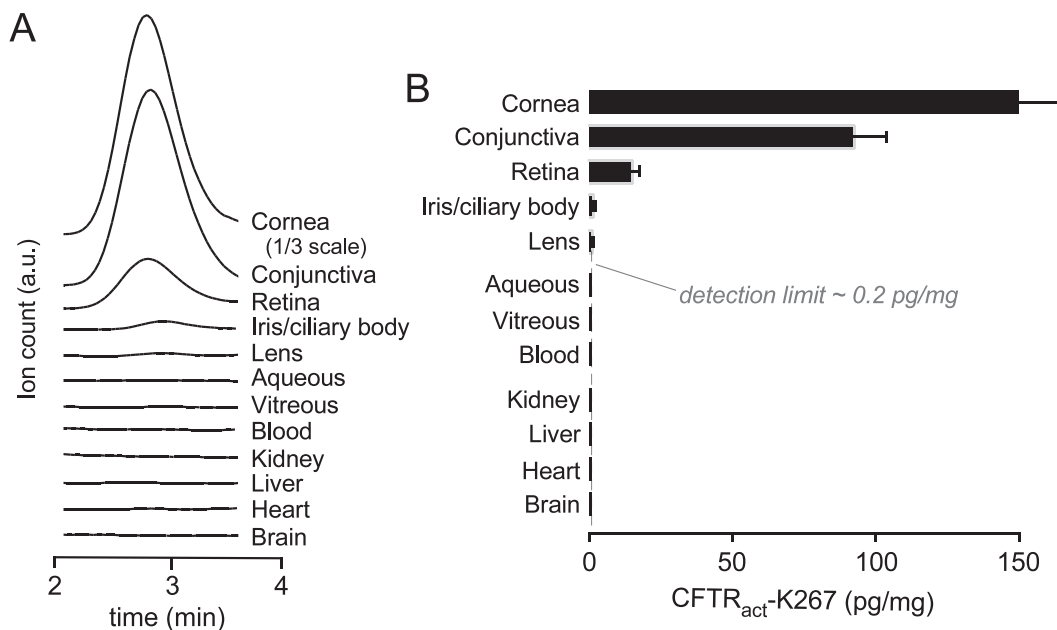 A
Cornea
(1/3 scale)
Conjunctiva
Retina
Iris/ciliary body
Lens
Aqueous
Vitreous
Blood
Kidney
Liver
Heart
Brain
Ion count (a.u.)
2 3 4
time (min)
B
Cornea
Conjunctiva
Retina
Iris/ciliary body
Lens
Aqueous
detection limit ~ 0.2 pg/mg
Vitreous
Blood
Kidney
Liver
Heart
Brain
0 50 100 150
CFTRact-K267 (pg/mg)